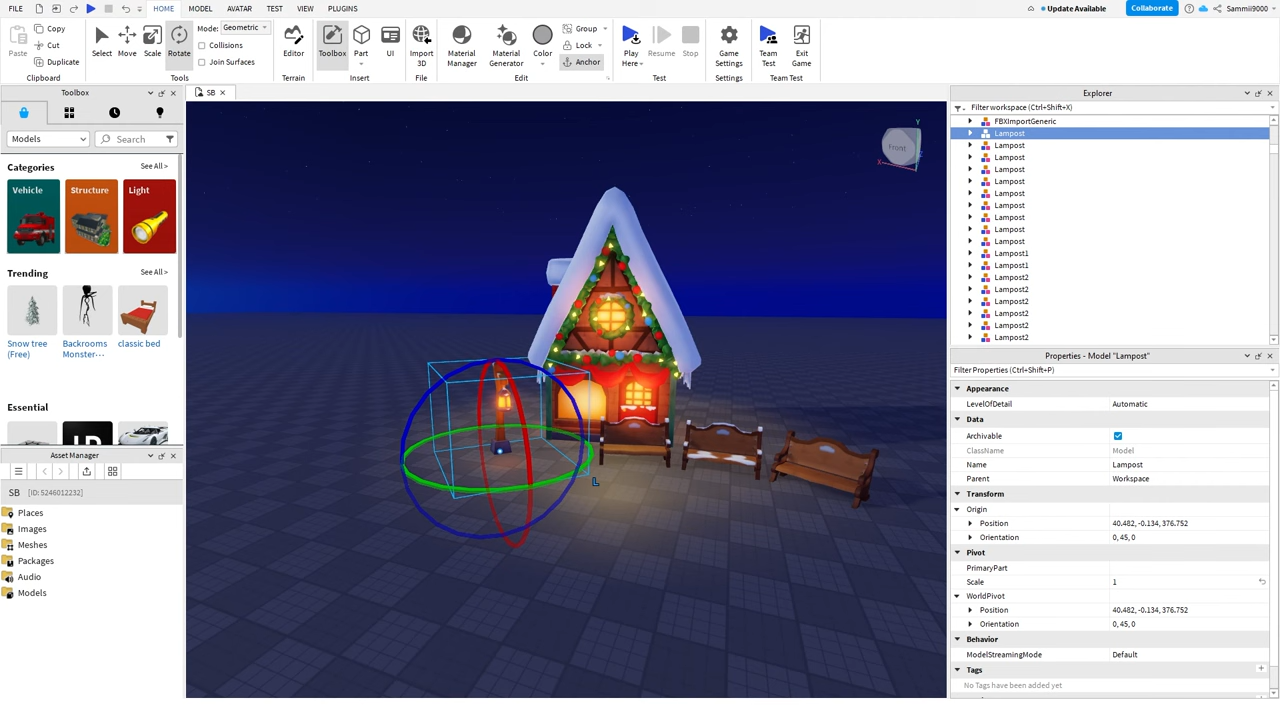 FILE
HOME
MODEL
AVATAR
TEST
VIEW
PLUGINS
Update Available
Collaborate
Sammii9000
Paste
Copy
Cut
Duplicate
Clipboard
Select
Move
Scale
Rotate
Mode: Geometric
Collisions
Join Surfaces
Tools
Editor
Terrain
Toolbox
Part
UI
Insert
Import
3D
File
Material
Manager
Material
Generator
Color
Group
Lock
Anchor
Edit
Play
Here
Resume
Stop
Test
Game
Settings
Settings
Team
Test
Exit
Game
Team Test
Toolbox
Models
Search
Categories
See All >
Vehicle
Structure
Light
Trending
See All >
Snow tree
(Free)
Backrooms
Monster…
classic bed
Essential
Asset Manager
SB [ID:5246012232]
Places
Images
Meshes
Packages
Audio
Models
SB
Front
Y
X
L
Explorer
Filter workspace (Ctrl+Shift+X)
FBXImportGeneric
Lampost
Lampost
Lampost
Lampost
Lampost
Lampost
Lampost
Lampost
Lampost
Lampost
Lampost1
Lampost1
Lampost2
Lampost2
Lampost2
Lampost2
Lampost2
Lampost2
Properties - Model "Lampost"
Filter Properties (Ctrl+Shift+P)
Appearance
LevelOfDetail Automatic
Data
Archivable
ClassName Model
Name Lampost
Parent Workspace
Transform
Origin
Position 40.482, -0.134, 376.752
Orientation 0, 45, 0
Pivot
PrimaryPart
Scale 1
WorldPivot
Position 40.482, -0.134, 376.752
Orientation 0, 45, 0
Behavior
ModelStreamingMode Default
Tags
No Tags have been added yet